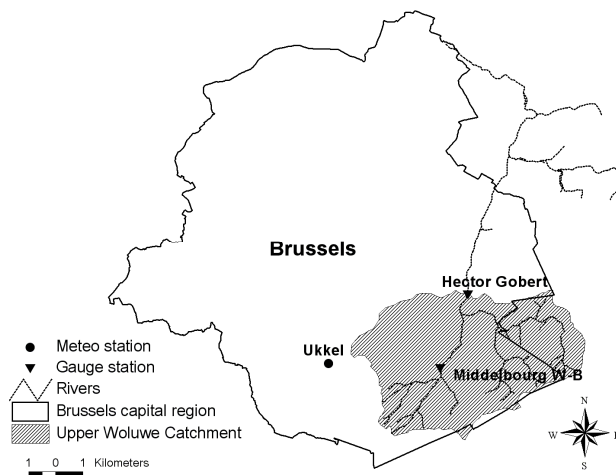 Brussels
Hector Gobert
Ukkel
Middelbourg W-B
Meteo station
Gauge station
Rivers
Brussels capital region
Upper Woluwe Catchment
1 0 1 Kilometers
N
W
S